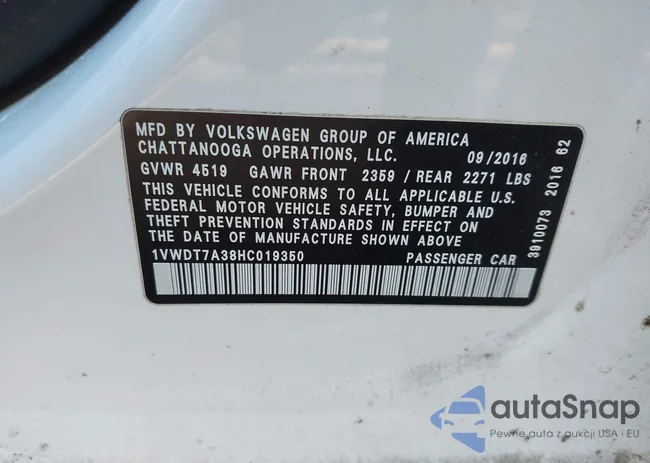 MFD BY VOLKSWAGEN GROUP OF AMERICA
CHATTANOOGA OPERATIONS, LLC. 09/2016
GVWR 4519 GAWR FRONT 2359 / REAR 2271 LBS
THIS VEHICLE CONFORMS TO ALL APPLICABLE U.S.
FEDERAL MOTOR VEHICLE SAFETY, BUMPER AND
THEFT PREVENTION STANDARDS IN EFFECT ON
THE DATE OF MANUFACTURE SHOWN ABOVE
1VWDT7A38HC019350 PASSENGER CAR
3910073 2016 62
autoSnap
Pewne auta z aukcji USA i EU